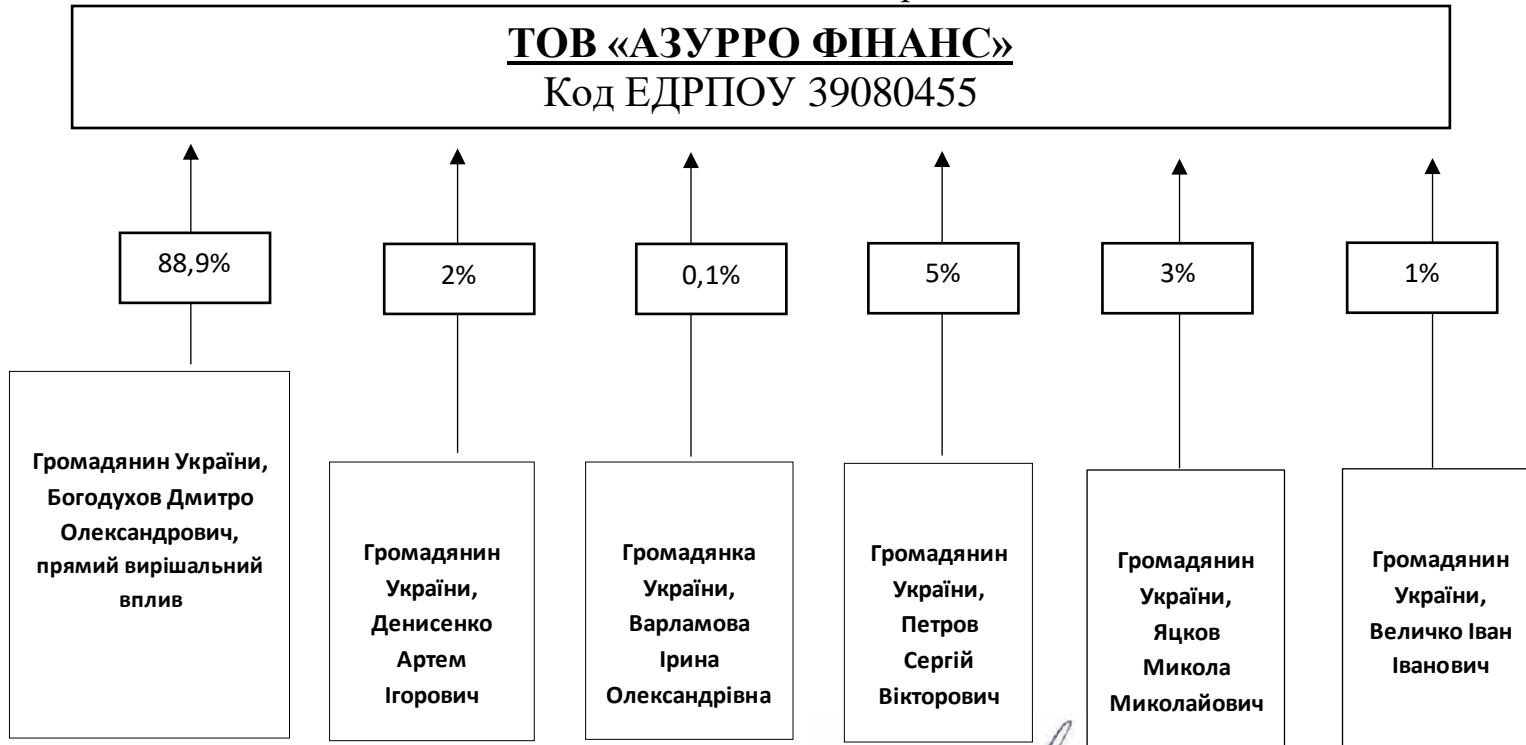 ТОВ «АЗУРРО ФІНАНС»
Код ЕДРПОУ 39080455
88,9%
2%
0,1%
5%
3%
1%
Громадянин України,
Богодухов Дмитро
Олександрович,
прямий вирішальний
вплив
Громадянин
України,
Денисенко
Артем
Ігорович
Громадянка
України,
Варламова
Ірина
Олександрівна
Громадянин
України,
Петров
Сергій
Вікторович
Громадянин
України,
Яцков
Микола
Миколайович
Громадянин
України,
Величко Іван
Іванович